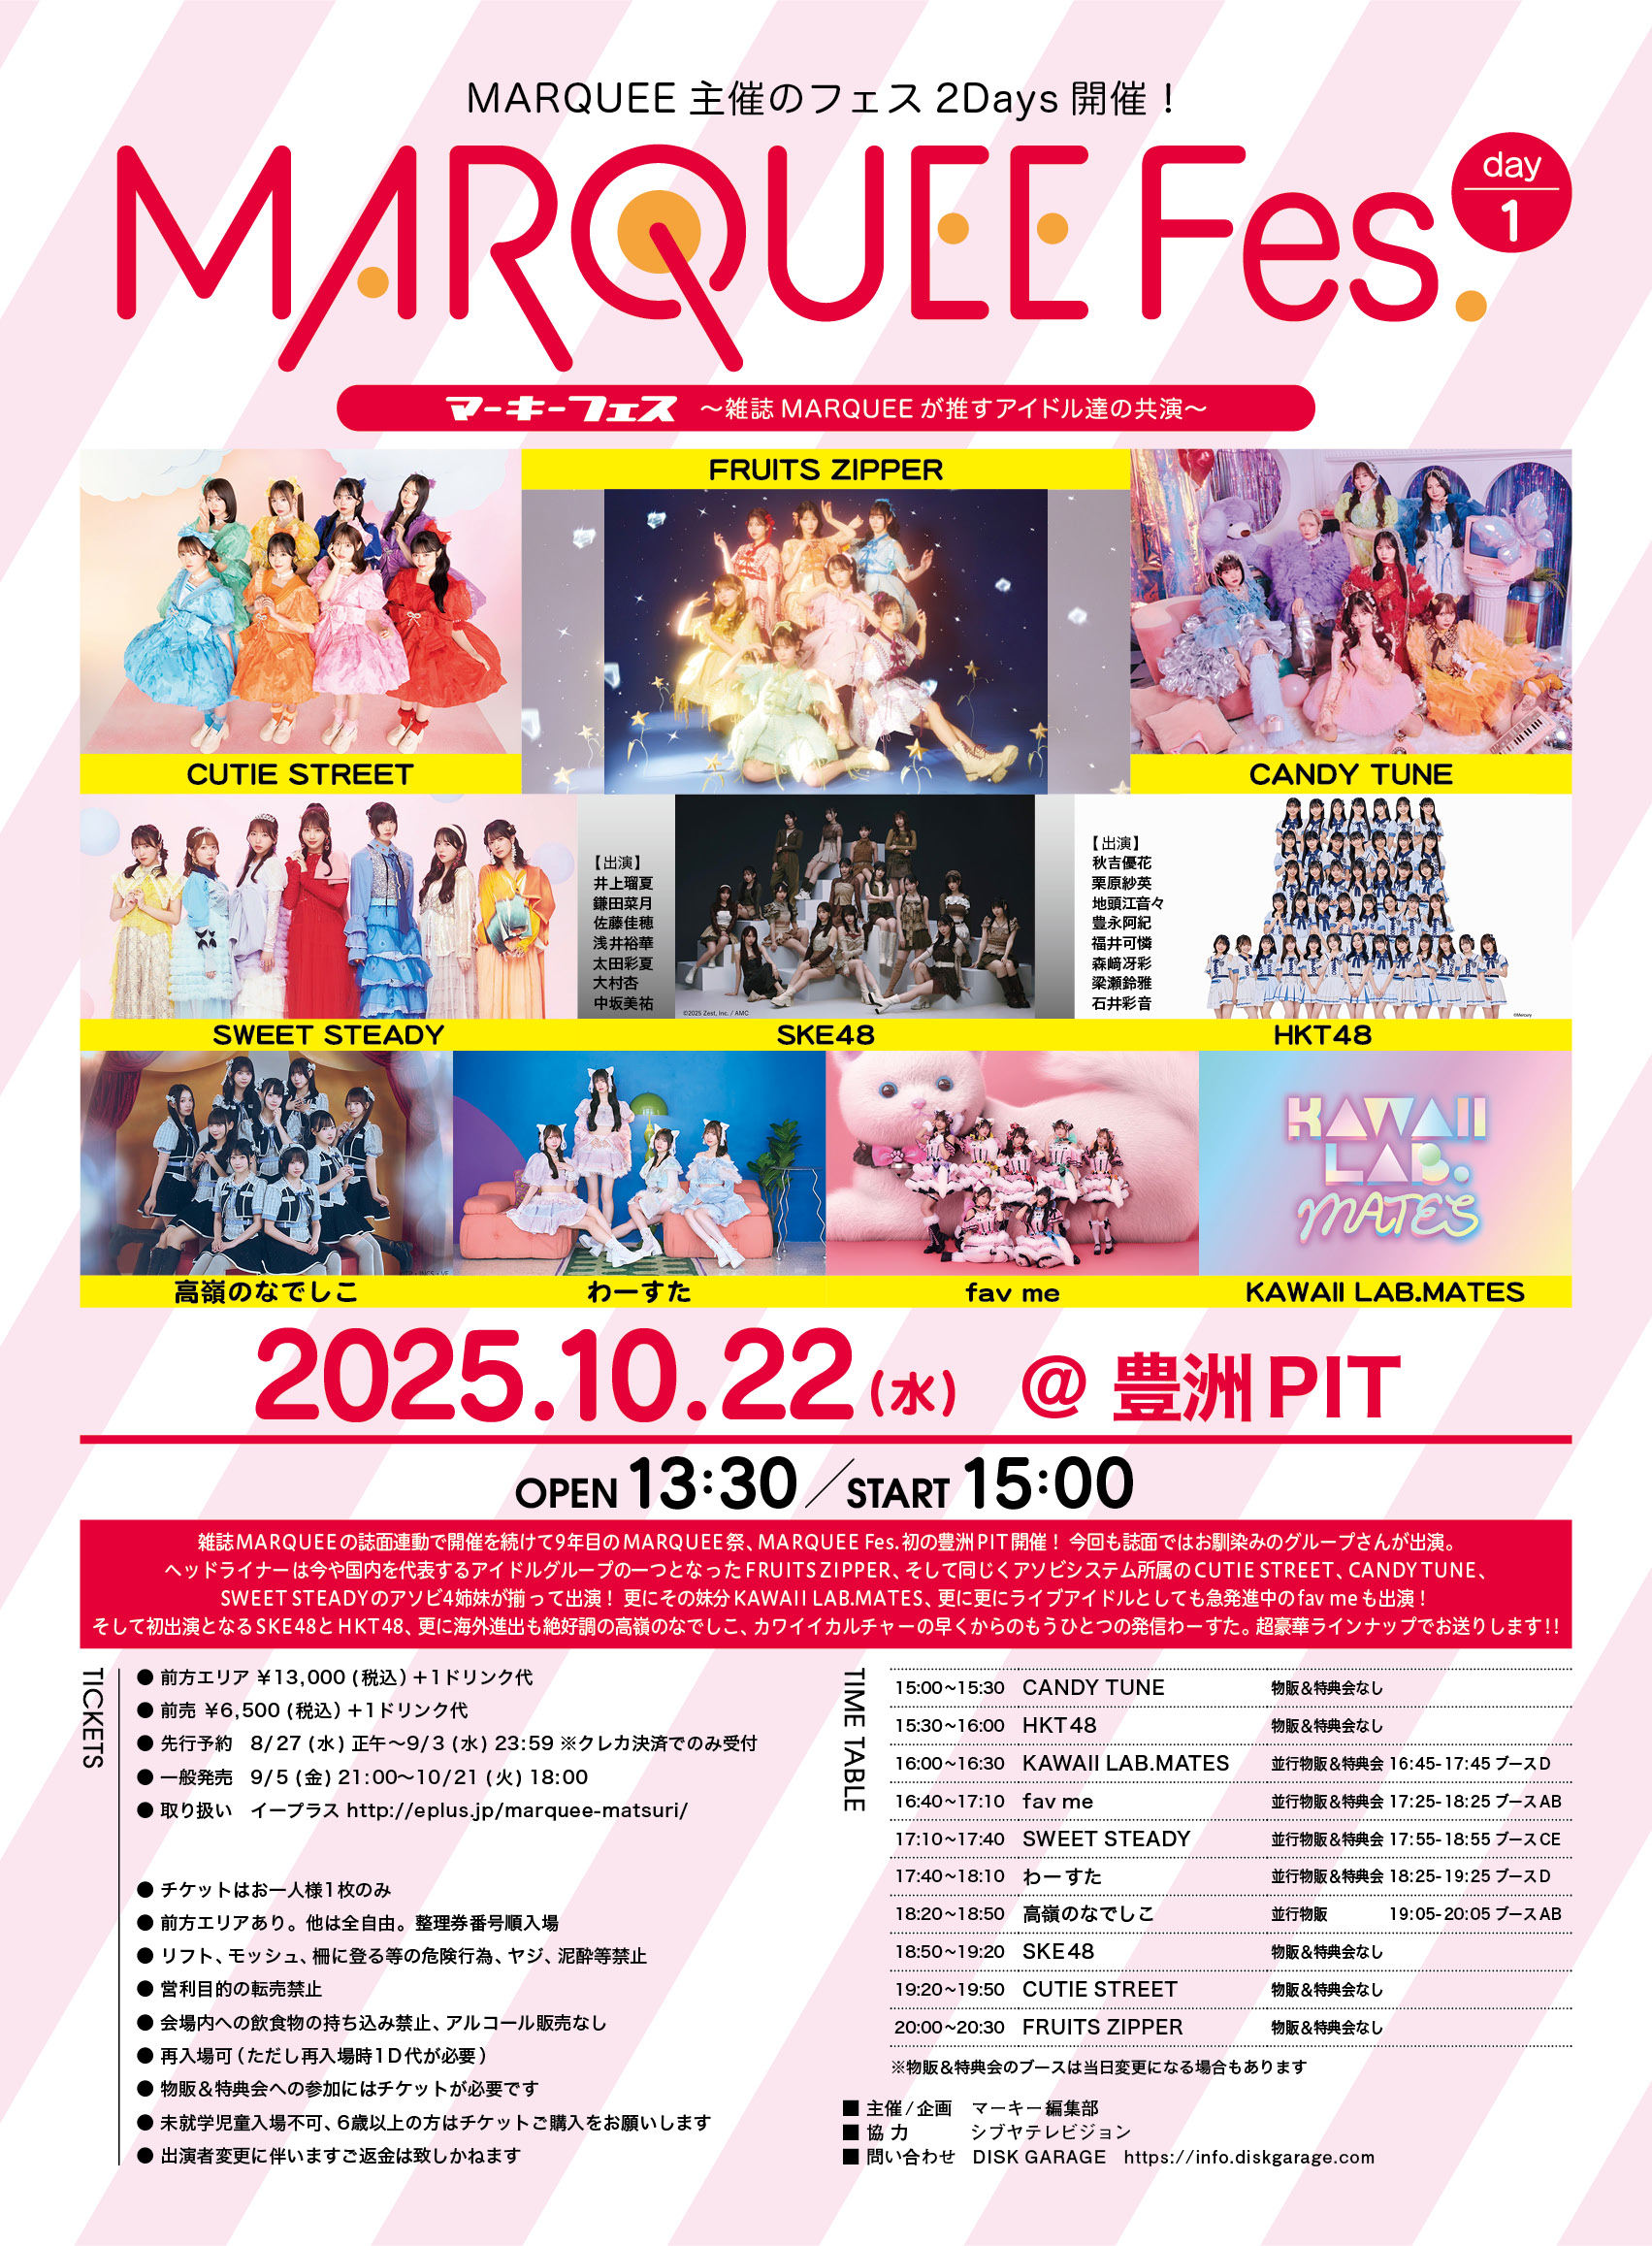 MARQUEE 主催のフェス 2Days 開催！
MARQUEE Fes.
day
1
マーキーフェス ～雑誌 MARQUEE が推すアイドル達の共演～
FRUITS ZIPPER
CUTIE STREET
CANDY TUNE
【出演】
井上瑠夏
鎌田菜月
佐藤佳穂
浅井裕華
太田彩夏
大村杏
中坂美祐
©2025 Zest, Inc. / AMC
【出演】
秋吉優花
栗原紗英
地頭江音々
豊永阿紀
福井可憐
森﨑冴彩
梁瀬鈴雅
石井彩音
©Mercury
SWEET STEADY
SKE48
HKT48
KAWAII
LAB.
MATES
高嶺のなでしこ
わーすた
fav me
KAWAII LAB.MATES
2025.10.22(水) @ 豊洲PIT
OPEN 13:30／START 15:00
雑誌MARQUEEの誌面連動で開催を続けて9年目のMARQUEE祭、MARQUEE Fes.初の豊洲PIT開催！ 今回も誌面ではお馴染みのグループさんが出演。
ヘッドライナーは今や国内を代表するアイドルグループの一つとなったFRUITS ZIPPER、そして同じくアソビシステム所属のCUTIE STREET、CANDY TUNE、
SWEET STEADYのアソビ4姉妹が揃って出演！ 更にその妹分KAWAII LAB.MATES、更に更にライブアイドルとしても急発進中のfav meも出演！
そして初出演となるSKE48とHKT48、更に海外進出も絶好調の高嶺のなでしこ、カワイイカルチャーの早くからのもうひとつの発信わーすた。超豪華ラインナップでお送りします!!
TICKETS
● 前方エリア ¥13,000 (税込) ＋1ドリンク代
● 前売 ¥6,500 (税込) ＋1ドリンク代
● 先行予約 8/27 (水) 正午～9/3 (水) 23:59 ※クレカ決済でのみ受付
● 一般発売 9/5 (金) 21:00～10/21 (火) 18:00
● 取り扱い イープラス http://eplus.jp/marquee-matsuri/
● チケットはお一人様1枚のみ
● 前方エリアあり。他は全自由。整理券番号順入場
● リフト、モッシュ、柵に登る等の危険行為、ヤジ、泥酔等禁止
● 営利目的の転売禁止
● 会場内への飲食物の持ち込み禁止、アルコール販売なし
● 再入場可（ただし再入場時1D代が必要）
● 物販＆特典会への参加にはチケットが必要です
● 未就学児童入場不可、6歳以上の方はチケットご購入をお願いします
● 出演者変更に伴いますご返金は致しかねます
TIME TABLE
15:00～15:30 CANDY TUNE 物販＆特典会なし
15:30～16:00 HKT48 物販＆特典会なし
16:00～16:30 KAWAII LAB.MATES 並行物販＆特典会 16:45-17:45 ブースD
16:40～17:10 fav me 並行物販＆特典会 17:25-18:25 ブースAB
17:10～17:40 SWEET STEADY 並行物販＆特典会 17:55-18:55 ブースCE
17:40～18:10 わーすた 並行物販＆特典会 18:25-19:25 ブースD
18:20～18:50 高嶺のなでしこ 並行物販 19:05-20:05 ブースAB
18:50～19:20 SKE48 物販＆特典会なし
19:20～19:50 CUTIE STREET 物販＆特典会なし
20:00～20:30 FRUITS ZIPPER 物販＆特典会なし
※物販＆特典会のブースは当日変更になる場合もあります
■ 主催/企画 マーキー編集部
■ 協 力 シブヤテレビジョン
■ 問い合わせ DISK GARAGE https://info.diskgarage.com